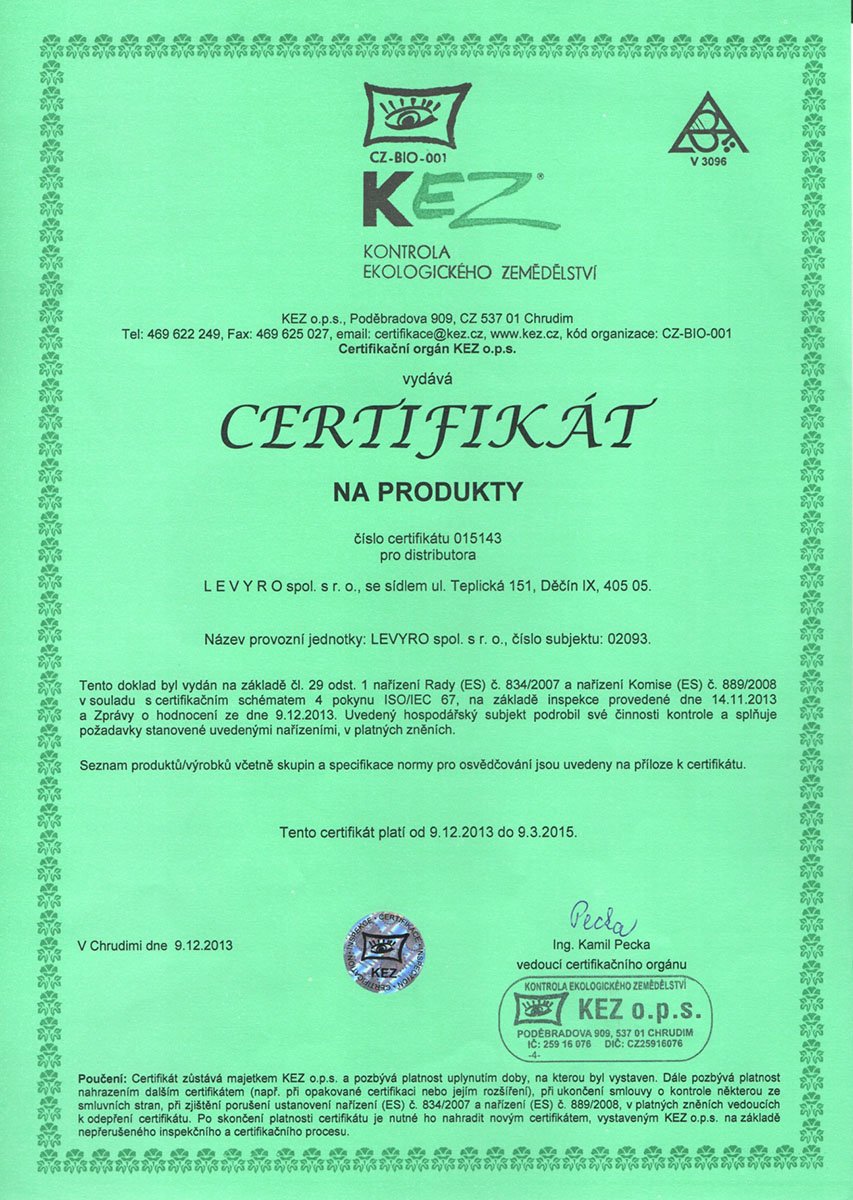 CZ-BIO-001
V 3096
KEZ®
KONTROLA
EKOLOGICKÉHO ZEMĚDĚLSTVÍ
KEZ o.p.s., Poděbradova 909, CZ 537 01 Chrudim
Tel: 469 622 249, Fax: 469 625 027, email: certifikace@kez.cz, www.kez.cz, kód organizace: CZ-BIO-001
Certifikační orgán KEZ o.p.s.
vydává
CERTIFIKÁT
NA PRODUKTY
číslo certifikátu 015143
pro distributora
L E V Y R O spol. s r. o., se sídlem ul. Teplická 151, Děčín IX, 405 05.
Název provozní jednotky: LEVYRO spol. s r. o., číslo subjektu: 02093.
Tento doklad byl vydán na základě čl. 29 odst. 1 nařízení Rady (ES) č. 834/2007 a nařízení Komise (ES) č. 889/2008
v souladu s certifikačním schématem 4 pokynu ISO/IEC 67, na základě inspekce provedené dne 14.11.2013
a Zprávy o hodnocení ze dne 9.12.2013. Uvedený hospodářský subjekt podrobil své činnosti kontrole a splňuje
požadavky stanovené uvedenými nařízeními, v platných zněních.
Seznam produktů/výrobků včetně skupin a specifikace normy pro osvědčování jsou uvedeny na příloze k certifikátu.
Tento certifikát platí od 9.12.2013 do 9.3.2015.
V Chrudimi dne 9.12.2013
KEZ
Pecka
Ing. Kamil Pecka
vedoucí certifikačního orgánu
KONTROLA EKOLOGICKÉHO ZEMĚDĚLSTVÍ
KEZ o.p.s.
PODĚBRADOVA 909, 537 01 CHRUDIM
IČ: 259 16 076 DIČ: CZ25916076
-4-
Poučení: Certifikát zůstává majetkem KEZ o.p.s. a pozbývá platnost uplynutím doby, na kterou byl vystaven. Dále pozbývá platnost
nahrazením dalším certifikátem (např. při opakované certifikaci nebo jejím rozšíření), při ukončení smlouvy o kontrole některou ze
smluvních stran, při zjištění porušení ustanovení nařízení (ES) č. 834/2007 a nařízení (ES) č. 889/2008, v platných zněních vedoucích
k odepření certifikátu. Po skončení platnosti certifikátu je nutné ho nahradit novým certifikátem, vystaveným KEZ o.p.s. na základě
nepřerušeného inspekčního a certifikačního procesu.